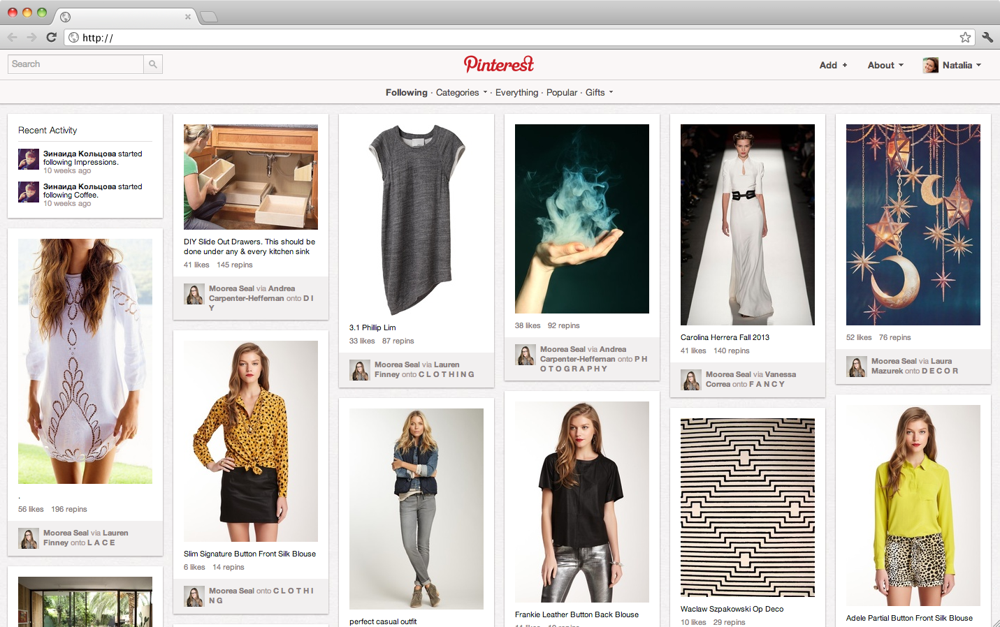 http://
Search
Pinterest
Add +
About
Natalia
Following · Categories · Everything · Popular · Gifts
Recent Activity
Зинаида Кольцова started
following Impressions.
10 weeks ago
Зинаида Кольцова started
following Coffee.
10 weeks ago
.
56 likes 196 repins
Moorea Seal via Lauren
Finney onto L A C E
DIY Slide Out Drawers. This should be
done under any & every kitchen sink
41 likes 145 repins
Moorea Seal via Andrea
Carpenter-Heffernan onto D I
Y
Slim Signature Button Front Silk Blouse
6 likes 14 repins
Moorea Seal onto C L O T H I
N G
3.1 Phillip Lim
33 likes 87 repins
Moorea Seal via Lauren
Finney onto C L O T H I N G
perfect casual outfit
38 likes 92 repins
Moorea Seal via Andrea
Carpenter-Heffernan onto P H
O T O G R A P H Y
Frankie Leather Button Back Blouse
Carolina Herrera Fall 2013
41 likes 140 repins
Moorea Seal via Vanessa
Correa onto F A N C Y
Waclaw Szpakowski Op Deco
10 likes 29 repins
52 likes 76 repins
Moorea Seal via Laura
Mazurek onto D E C O R
Adele Partial Button Front Silk Blouse